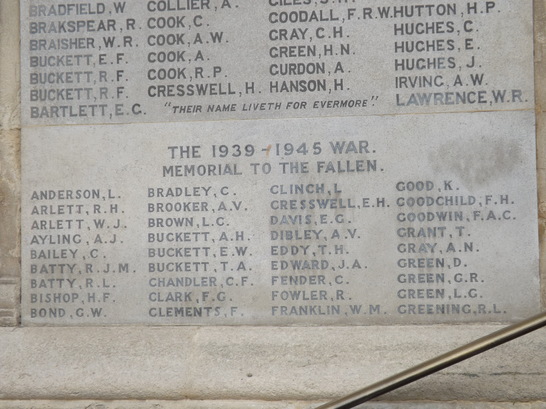 BRADFIELD, W COLLIER, A.
BRAKSPEAR, R COOK, C. GOODALL, F.R.W. HUTTON, H.P.
BRAISHER, W.R. COOK, A.W. GRAY, C.H. HUGHES, C.
BUCKETT, E.F. COOK, A. GREEN, H.N. HUGHES, E.
BUCKETT, R.F. COOK, R.P. GURDON, A. HUGHES, J.
BUCKETT, R.F. CRESSWELL, H. HANSON, H. IRVING, A.W.
BARTLETT, E.G. "THEIR NAME LIVETH FOR EVERMORE". LAWRENCE, W.R.
THE 1939-1945 WAR.
MEMORIAL TO THE FALLEN.
ANDERSON, L. BRADLEY, C. CLINCH, L GOOD, K.
ARLETT, R.H. BROOKER, A.V. CRESSWELL, E.H. GOODCHILD, F.H.
ARLETT, W.J. BROWN, L.C. DAVIS, E.G. GOODWIN, F.A.C.
AYLING, A.J. BUCKETT, A.H. DIBLEY, A.V. GRANT, T.
BAILEY, C. BUCKETT, E.W. EDDY, T.H. GRAY, A.N.
BATTY, R.J.M. BUCKETT, T.A. EDWARD, J.A. GREEN, D.
BATTY, R.L. CHANDLER, C.F. FENDER, C. GREEN, G.R.
BISHOP, H.F. CLARK, F.G. FOWLER, R. GREEN, L.G.
BOND, G.W. CLEMENTS, F. FRANKLIN, W.M. GREENING, R.L.